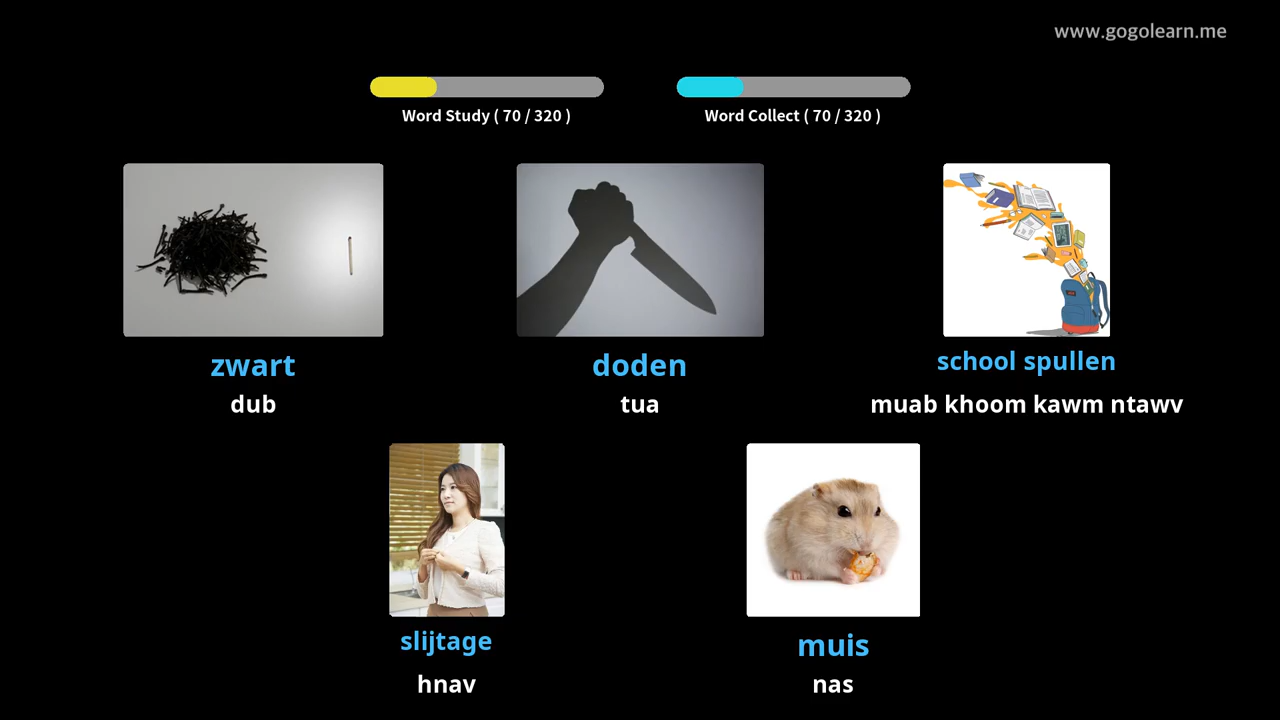 www.gogolearn.me
Word Study ( 70 / 320 )
Word Collect ( 70 / 320 )
zwart
dub
doden
tua
school spullen
muab khoom kawm ntawv
slijtage
hnav
muis
nas